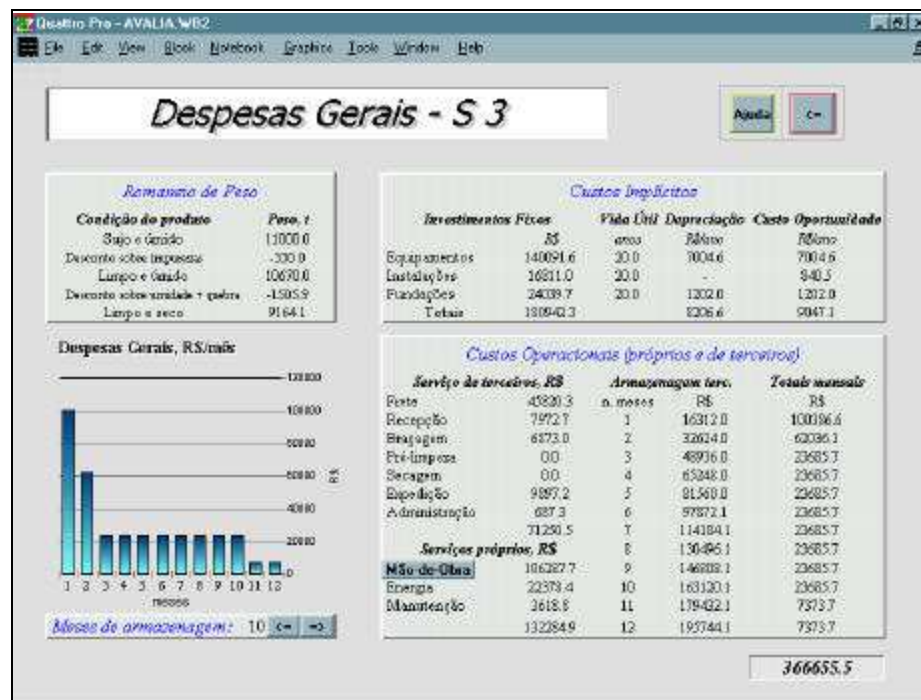 Quattro Pro - AVALIA.WB2
File Edit View Block Notebook Graphics Tools Window Help
Despesas Gerais - S 3
Ajuda <=
Romaneio de Peso
Condição do produto Peso, t
Sujo e úmido 11000.0
Desconto sobre impurezas -330.0
Limpo e úmido 10670.0
Desconto sobre umidade + quebra -1505.9
Limpo e seco 9164.1
Custos Implícitos
Investimentos Fixos Vida Útil Depreciação Custo Oportunidade
R$ anos R$/ano R$/ano
Equipamentos 140091.6 20.0 7004.6 7004.6
Instalações 16811.0 20.0 - 840.5
Fundações 24039.7 20.0 1202.0 1202.0
Totais 180942.3 8206.6 9047.1
Despesas Gerais, R$/mês
120000
100000
80000
60000
40000
20000
0
R$
1 2 3 4 5 6 7 8 9 10 11 12
meses
Meses de armazenagem: 10 <= =>
Custos Operacionais (próprios e de terceiros)
Serviço de terceiros, R$ Armazenagem terc. Totais mensais
Frete 45820.3 n. meses R$ R$
Recepção 7972.7 1 16312.0 100386.6
Braçagem 6873.0 2 32624.0 62036.1
Pré-limpeza 0.0 3 48936.0 23685.7
Secagem 0.0 4 65248.0 23685.7
Expedição 9897.2 5 81560.0 23685.7
Administração 687.3 6 97872.1 23685.7
71250.5 7 114184.1 23685.7
Serviços próprios, R$ 8 130496.1 23685.7
Mão-de-Obra 106287.7 9 146808.1 23685.7
Energia 22378.4 10 163120.1 23685.7
Manutenção 3618.8 11 179432.1 7373.7
132284.9 12 195744.1 7373.7
366655.5